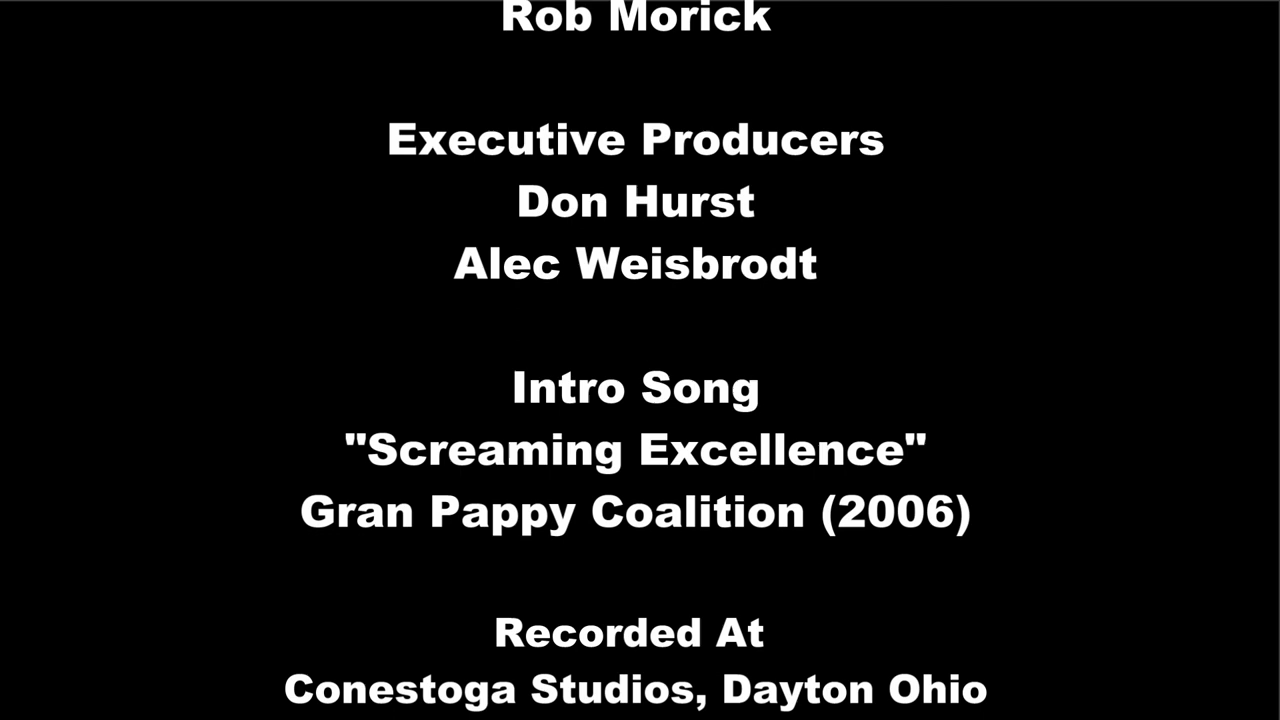 Rob Morick
Executive Producers
Don Hurst
Alec Weisbrodt
Intro Song
"Screaming Excellence"
Gran Pappy Coalition (2006)
Recorded At
Conestoga Studios, Dayton Ohio